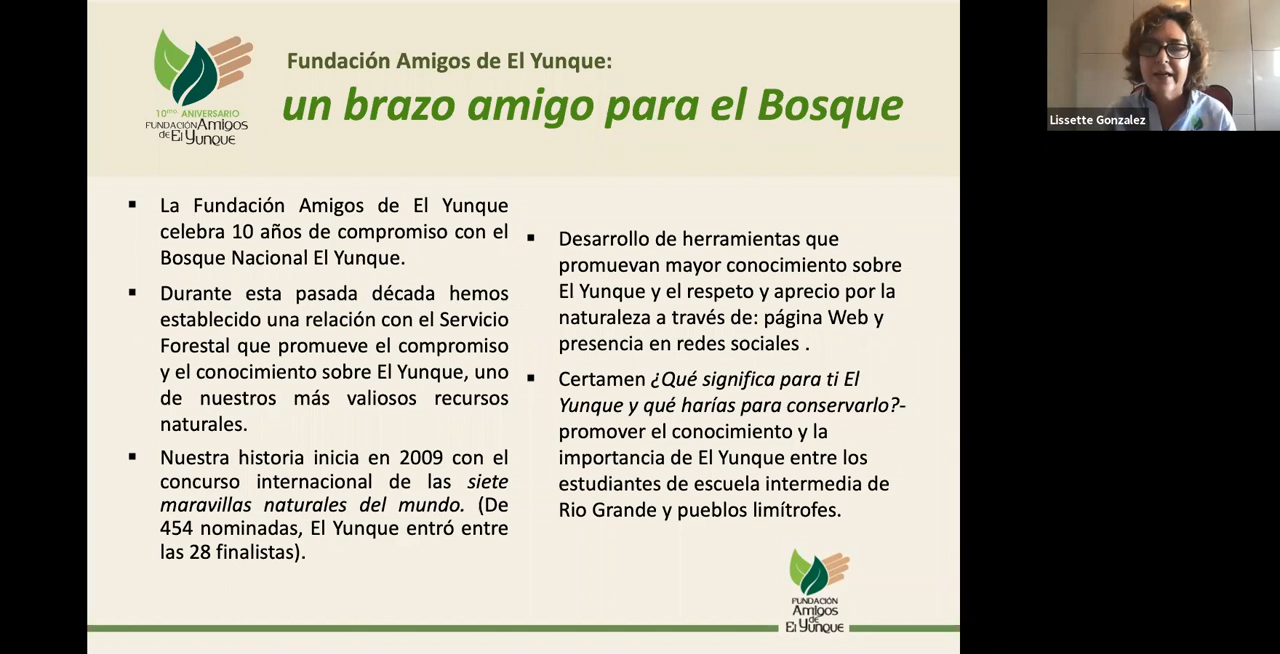 Fundación Amigos de El Yunque:
un brazo amigo para el Bosque
10mo ANIVERSARIO
FUNDACIÓN Amigos
de El Yunque
La Fundación Amigos de El Yunque
celebra 10 años de compromiso con el
Bosque Nacional El Yunque.
Durante esta pasada década hemos
establecido una relación con el Servicio
Forestal que promueve el compromiso
y el conocimiento sobre El Yunque, uno
de nuestros más valiosos recursos
naturales.
Nuestra historia inicia en 2009 con el
concurso internacional de las siete
maravillas naturales del mundo. (De
454 nominadas, El Yunque entró entre
las 28 finalistas).
Desarrollo de herramientas que
promuevan mayor conocimiento sobre
El Yunque y el respeto y aprecio por la
naturaleza a través de: página Web y
presencia en redes sociales .
Certamen ¿Qué significa para ti El
Yunque y qué harías para conservarlo?-
promover el conocimiento y la
importancia de El Yunque entre los
estudiantes de escuela intermedia de
Rio Grande y pueblos limítrofes.
FUNDACIÓN
Amigos
de
El Yunque
Lissette Gonzalez